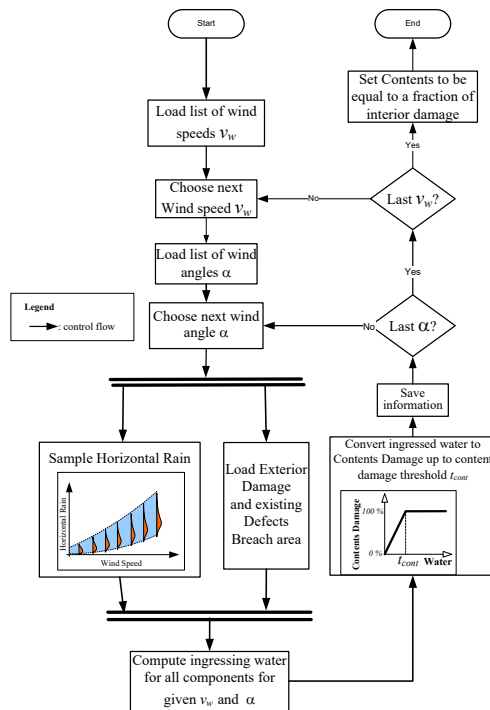 Start
End
Set Contents to be
equal to a fraction of
interior damage
Load list of wind
speeds v_w
Yes
Choose next
Wind speed v_w
No
Last v_w?
Load list of wind
angles α
Yes
Legend
: control flow
Choose next wind
angle α
No
Last α?
Save
information
Sample Horizontal Rain
Horizontal Rain
Wind Speed
Load Exterior
Damage
and existing
Defects
Breach area
Convert ingressed water to
Contents Damage up to content
damage threshold t_cont
Contents Damage
100 %
0 %
t_cont
Water
Compute ingressing water
for all components for
given v_w and α